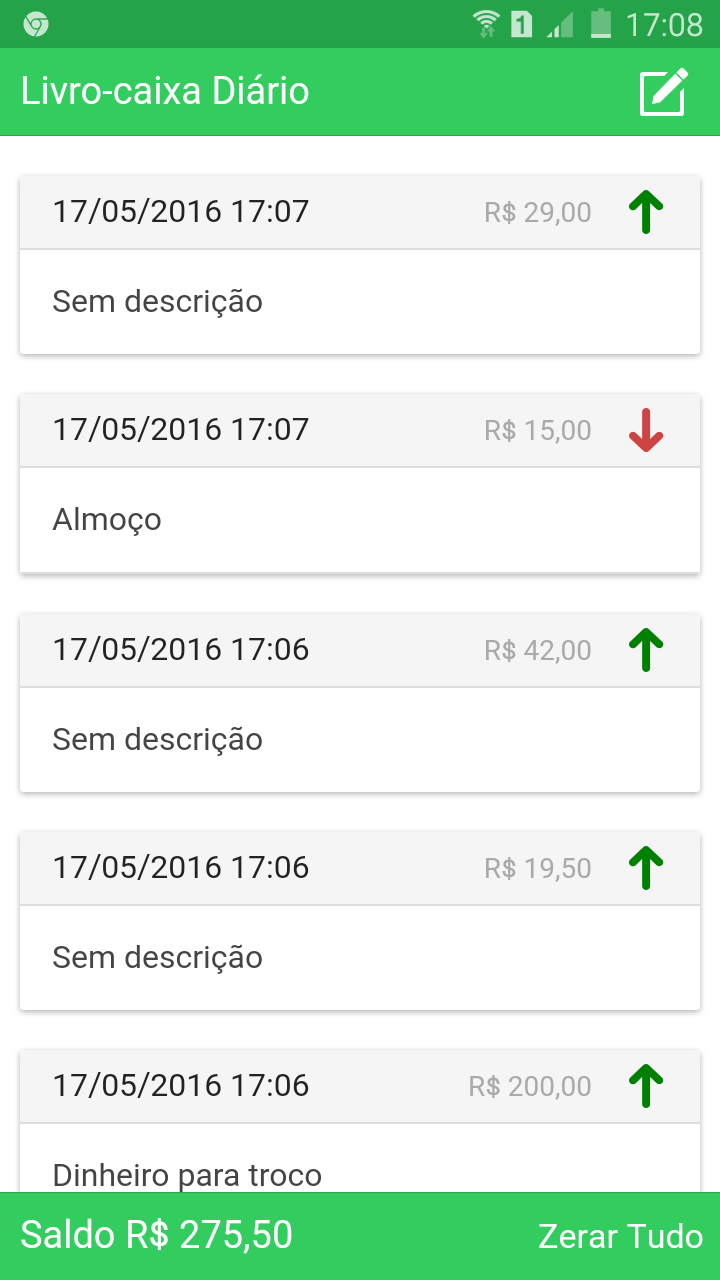 17:08
Livro-caixa Diário
17/05/2016 17:07 R$ 29,00
Sem descrição
17/05/2016 17:07 R$ 15,00
Almoço
17/05/2016 17:06 R$ 42,00
Sem descrição
17/05/2016 17:06 R$ 19,50
Sem descrição
17/05/2016 17:06 R$ 200,00
Dinheiro para troco
Saldo R$ 275,50 Zerar Tudo